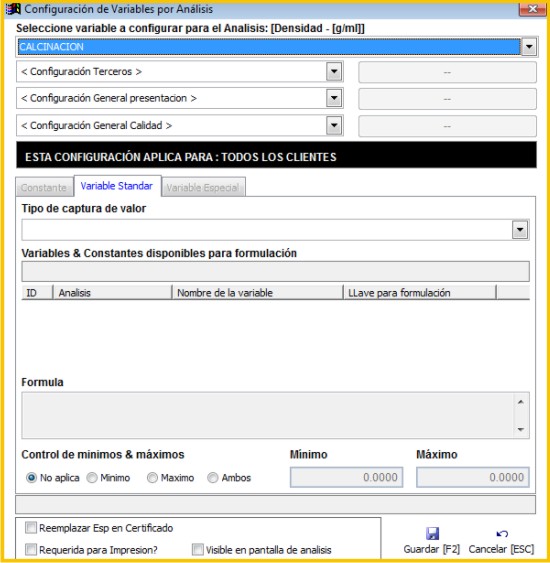 Configuración de Variables por Análisis
Seleccione variable a configurar para el Analisis: [Densidad - [g/ml]]
CALCINACION
< Configuración Terceros > --
< Configuración General presentacion > --
< Configuración General Calidad > --
ESTA CONFIGURACIÓN APLICA PARA : TODOS LOS CLIENTES
Constante Variable Standar Variable Especial
Tipo de captura de valor
Variables & Constantes disponibles para formulación
ID Analisis Nombre de la variable LLave para formulación
Formula
Control de minimos & máximos Mínimo Máximo
No aplica Minimo Maximo Ambos 0.0000 0.0000
Reemplazar Esp en Certificado
Requerida para Impresion? Visible en pantalla de analisis Guardar [F2] Cancelar [ESC]